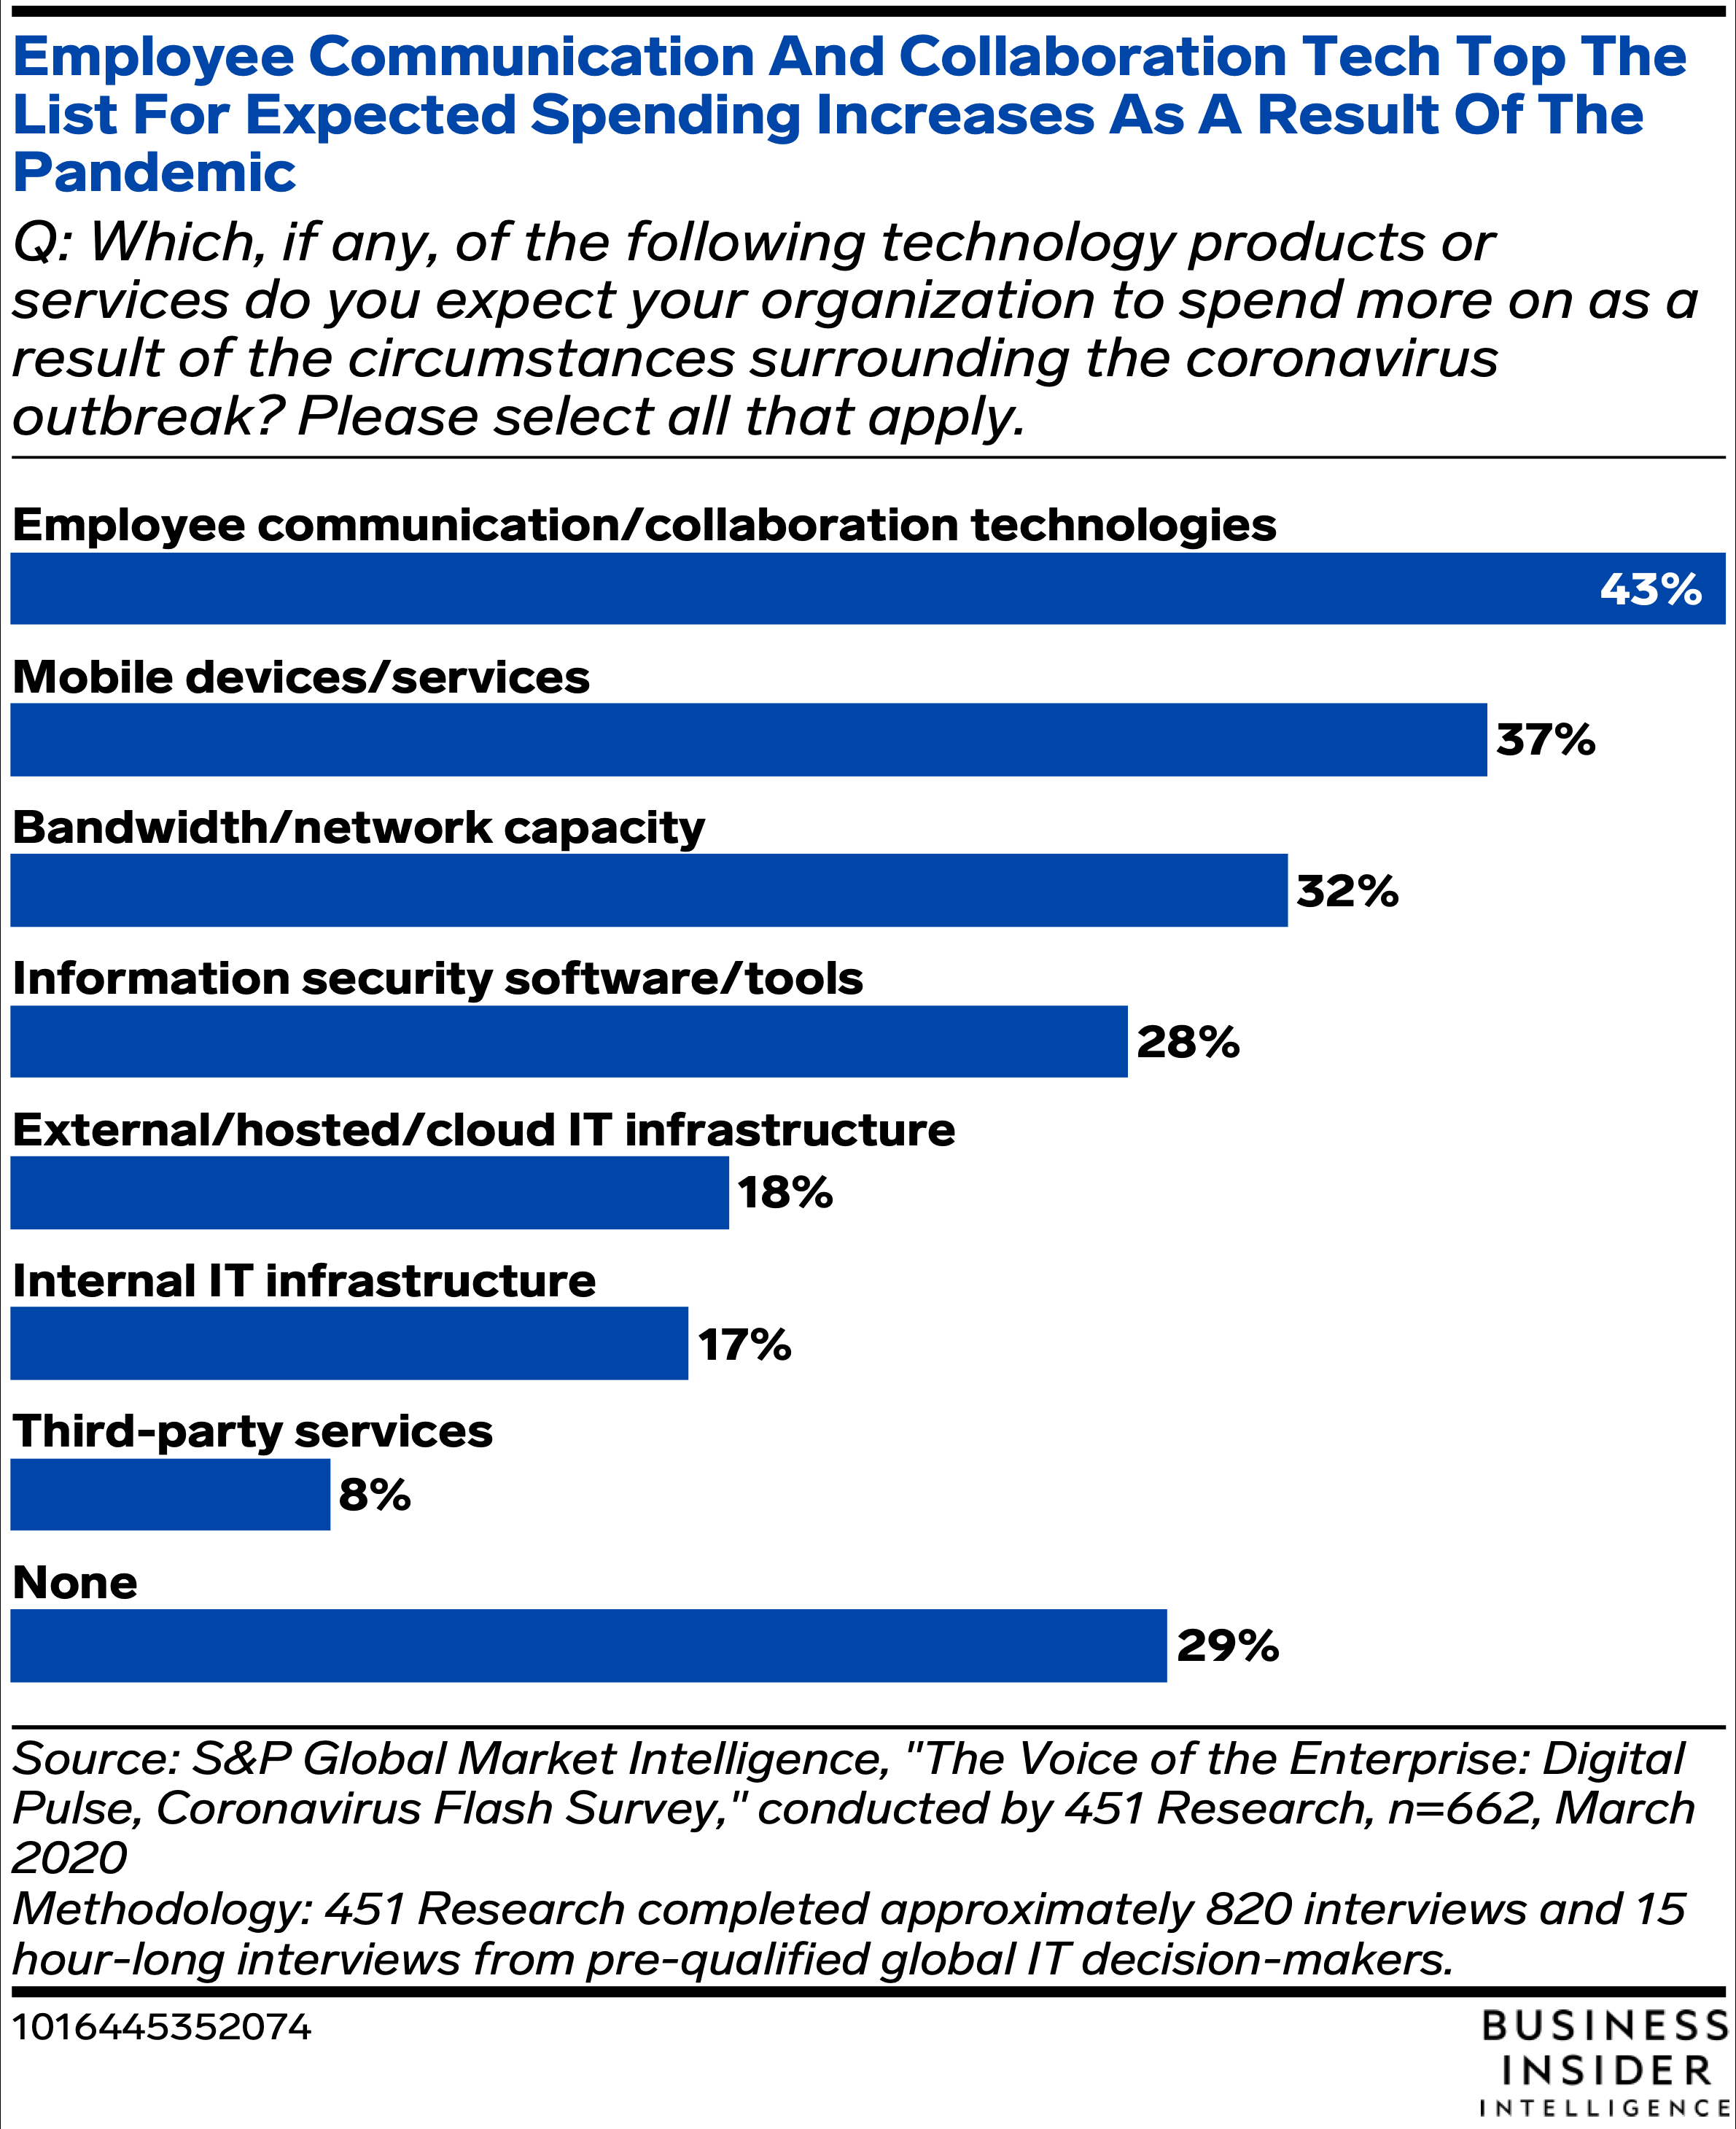 Employee Communication And Collaboration Tech Top The
List For Expected Spending Increases As A Result Of The
Pandemic
Q: Which, if any, of the following technology products or
services do you expect your organization to spend more on as a
result of the circumstances surrounding the coronavirus
outbreak? Please select all that apply.
Employee communication/collaboration technologies
43%
Mobile devices/services
37%
Bandwidth/network capacity
32%
Information security software/tools
28%
External/hosted/cloud IT infrastructure
18%
Internal IT infrastructure
17%
Third-party services
8%
None
29%
Source: S&P Global Market Intelligence, "The Voice of the Enterprise: Digital
Pulse, Coronavirus Flash Survey," conducted by 451 Research, n=662, March
2020
Methodology: 451 Research completed approximately 820 interviews and 15
hour-long interviews from pre-qualified global IT decision-makers.
1016445352074
BUSINESS
INSIDER
INTELLIGENCE